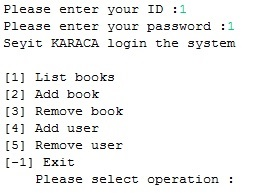 Please enter your ID :1
Please enter your password :1
Seyit KARACA login the system
[1] List books
[2] Add book
[3] Remove book
[4] Add user
[5] Remove user
[-1] Exit
Please select operation :